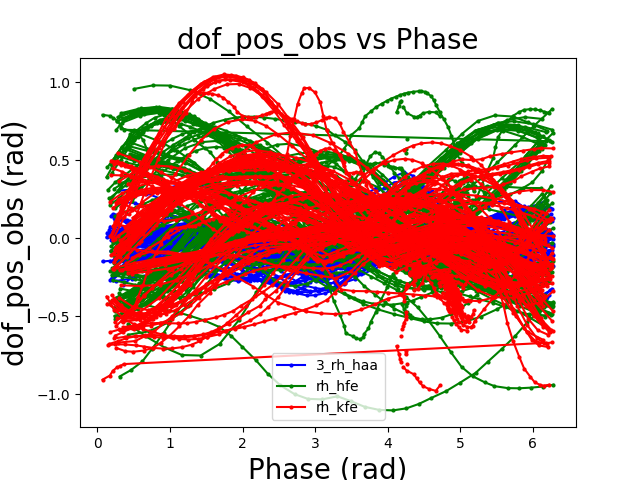 dof_pos_obs vs Phase
dof_pos_obs (rad)
1.0
0.5
0.0
−0.5
−1.0
3_rh_haa
rh_hfe
rh_kfe
0 1 2 3 4 5 6
Phase (rad)